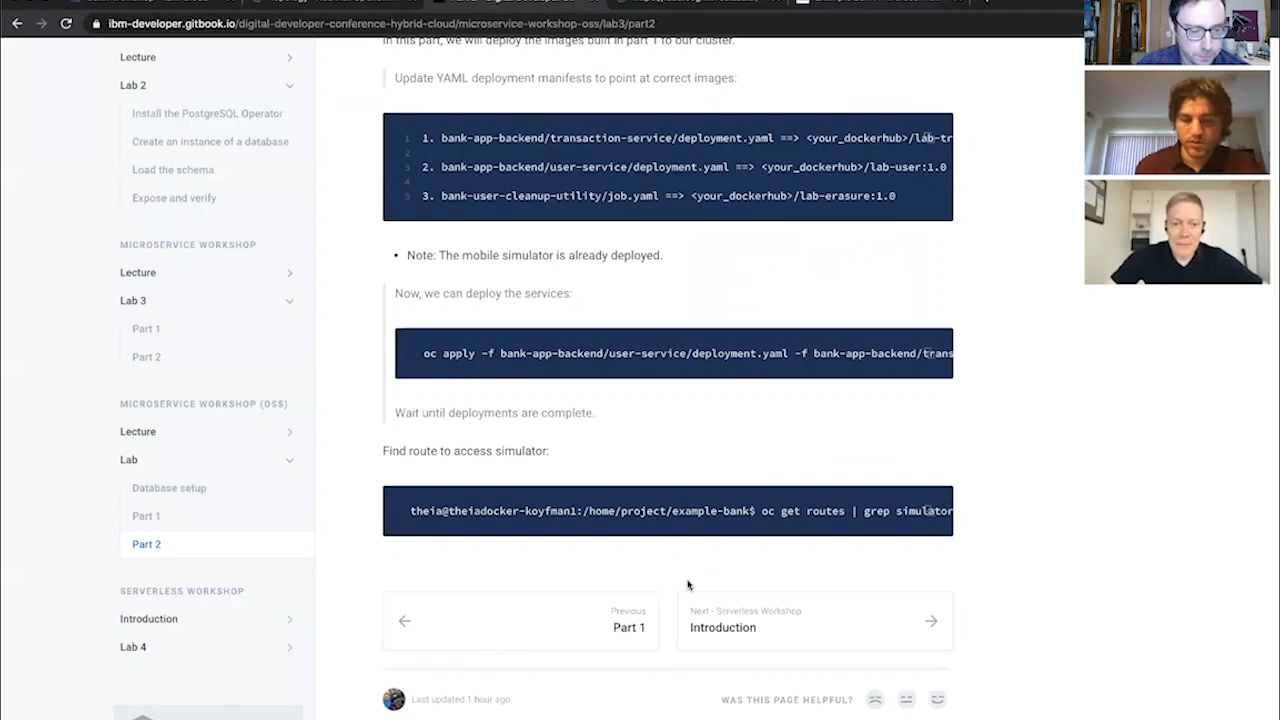 ibm-developer.gitbook.io/digital-developer-conference-hybrid-cloud/microservice-workshop-oss/lab3/part2
Lecture
Lab 2
Install the PostgreSQL Operator
Create an instance of a database
Load the schema
Expose and verify
MICROSERVICE WORKSHOP
Lecture
Lab 3
Part 1
Part 2
MICROSERVICE WORKSHOP (OSS)
Lecture
Lab
Database setup
Part 1
Part 2
SERVERLESS WORKSHOP
Introduction
Lab 4
In this part, we will deploy the images built in part 1 to our cluster.
Update YAML deployment manifests to point at correct images:
1 1. bank-app-backend/transaction-service/deployment.yaml ==> <your_dockerhub>/lab-tr
2
3 2. bank-app-backend/user-service/deployment.yaml ==> <your_dockerhub>/lab-user:1.0
4
5 3. bank-user-cleanup-utility/job.yaml ==> <your_dockerhub>/lab-erasure:1.0
• Note: The mobile simulator is already deployed.
Now, we can deploy the services:
oc apply -f bank-app-backend/user-service/deployment.yaml -f bank-app-backend/trans
Wait until deployments are complete.
Find route to access simulator:
theia@theiadocker-koyfman1:/home/project/example-bank$ oc get routes | grep simulator
Previous
Part 1
Next - Serverless Workshop
Introduction
Last updated 1 hour ago
WAS THIS PAGE HELPFUL?